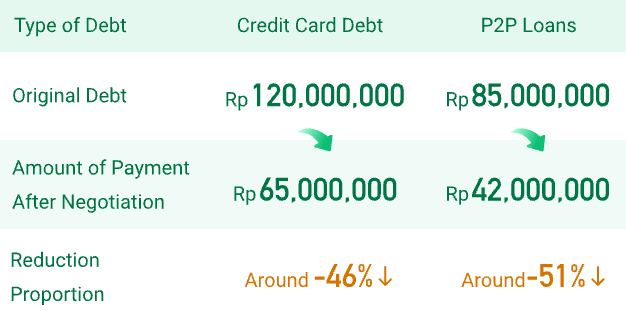 Type of Debt Credit Card Debt P2P Loans
Original Debt Rp 120,000,000 Rp 85,000,000
Amount of Payment
After Negotiation Rp 65,000,000 Rp 42,000,000
Reduction
Proportion Around -46%↓ Around-51%↓